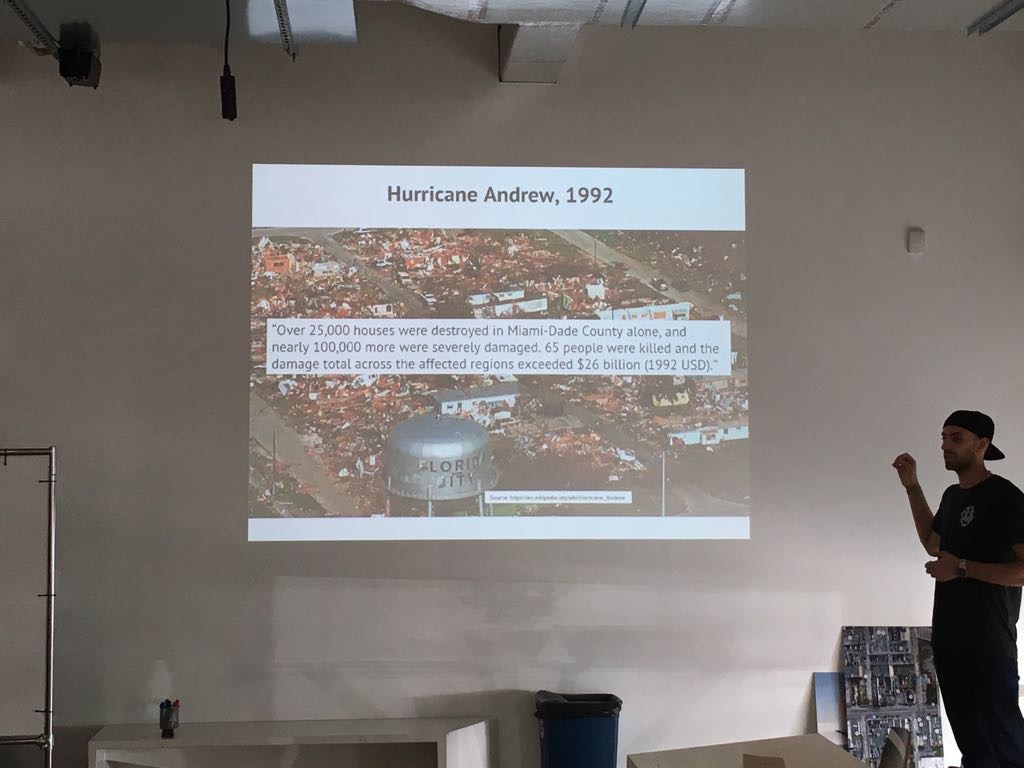 Hurricane Andrew, 1992
"Over 25,000 houses were destroyed in Miami-Dade County alone, and
nearly 100,000 more were severely damaged. 65 people were killed and the
damage total across the affected regions exceeded $26 billion (1992 USD)."
FLORIDA
CITY
Source: https://en.wikipedia.org/wiki/Hurricane_Andrew